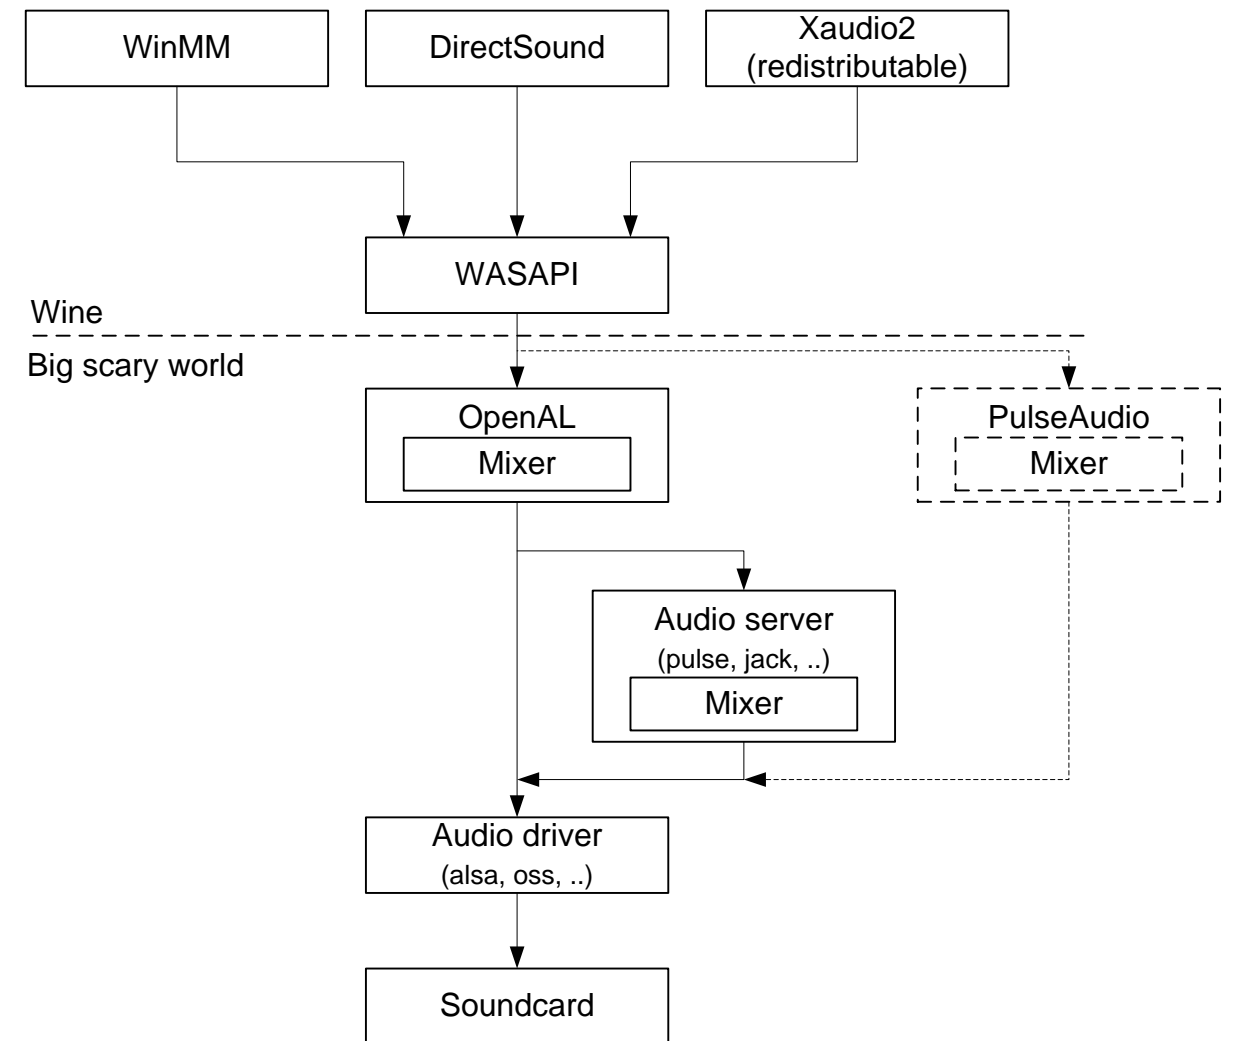 WinMM
DirectSound
Xaudio2
(redistributable)
WASAPI
Wine
Big scary world
OpenAL
Mixer
PulseAudio
Mixer
Audio server
(pulse, jack, ..)
Mixer
Audio driver
(alsa, oss, ..)
Soundcard